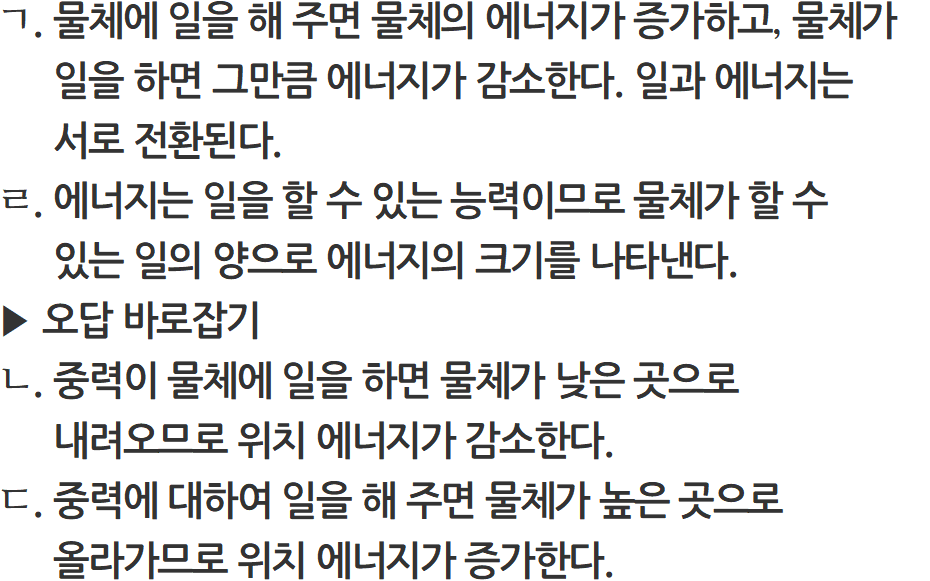 ㄱ. 물체에 일을 해 주면 물체의 에너지가 증가하고, 물체가
일을 하면 그만큼 에너지가 감소한다. 일과 에너지는
서로 전환된다.
ㄹ. 에너지는 일을 할 수 있는 능력이므로 물체가 할 수
있는 일의 양으로 에너지의 크기를 나타낸다.
▶ 오답 바로잡기
ㄴ. 중력이 물체에 일을 하면 물체가 낮은 곳으로
내려오므로 위치 에너지가 감소한다.
ㄷ. 중력에 대하여 일을 해 주면 물체가 높은 곳으로
올라가므로 위치 에너지가 증가한다.